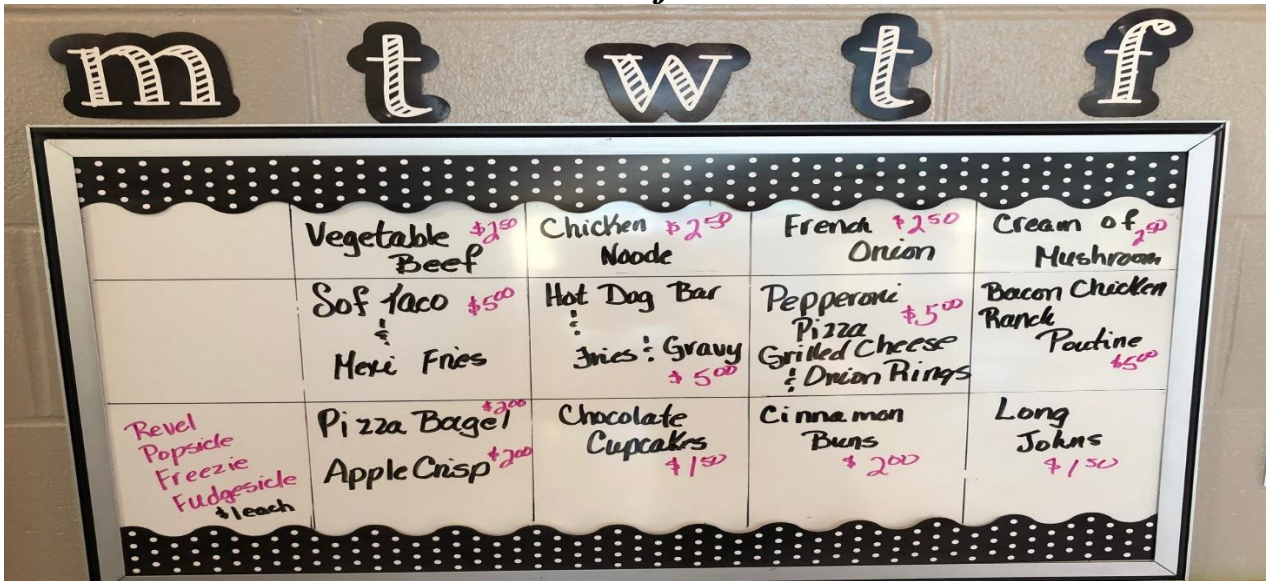 m t w t f
Vegetable $2.50
Beef
Chicken $2.50
Noode
French $2.50
Onion
Cream of 2.50
Mushroom
Sof Taco $5.00
&
Mexi Fries
Hot Dog Bar
&
Fries & Gravy
$5.00
Pepperoni
Pizza $5.00
Grilled Cheese
& Onion Rings
Bacon Chicken
Ranch
Poutine
$5.00
Revel
Popsicle
Freezie
Fudgesicle
$1 each
Pizza Bagel $2.00
Apple Crisp $2.00
Chocolate
Cupcakes
$1.50
Cinnamon
Buns
$2.00
Long
Johns
$1.50